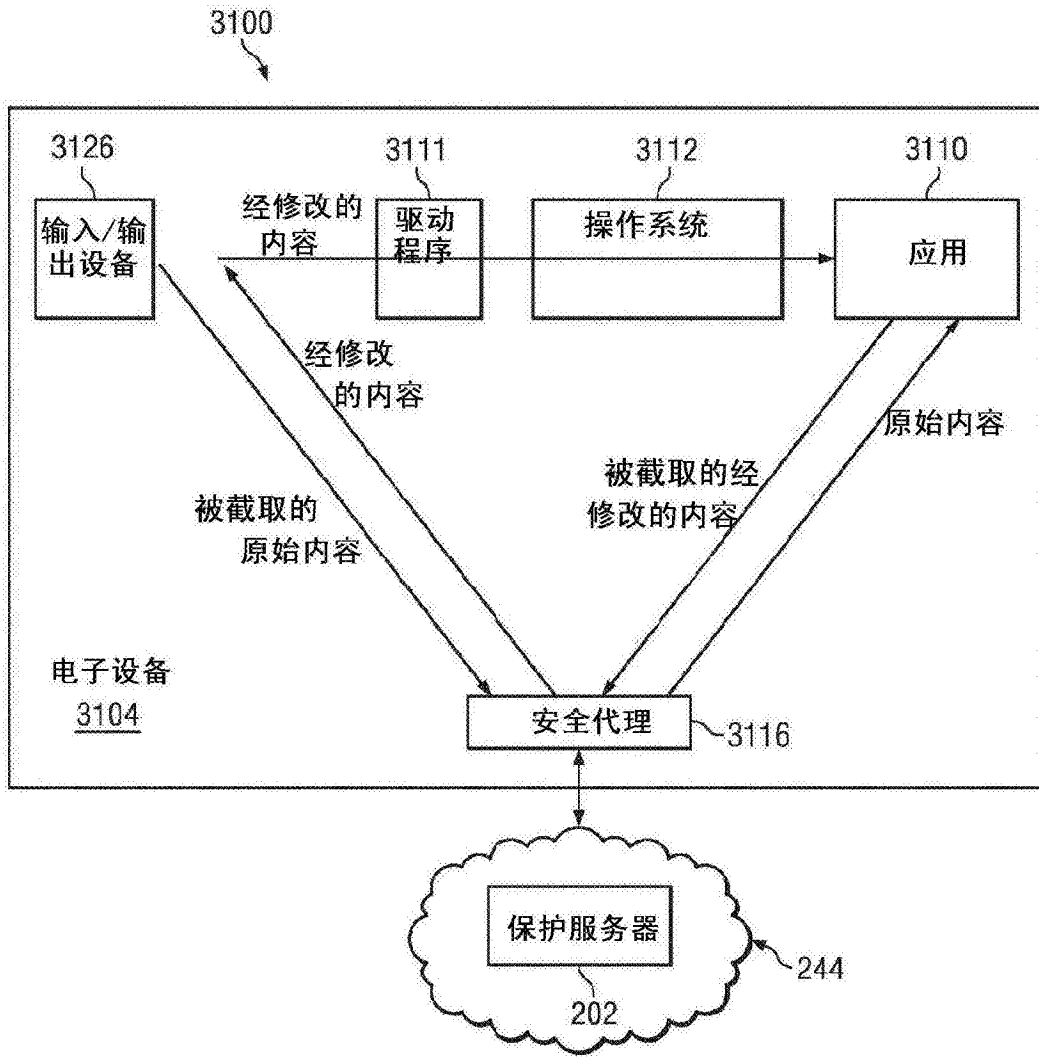 3100
3126
3111
3112
3110
输入/输
出设备
经修改的
内容
驱动
程序
操作系统
应用
经修改
的内容
原始内容
被截取的经
修改的内容
被截取的
原始内容
电子设备
3104
安全代理
3116
保护服务器
244
202